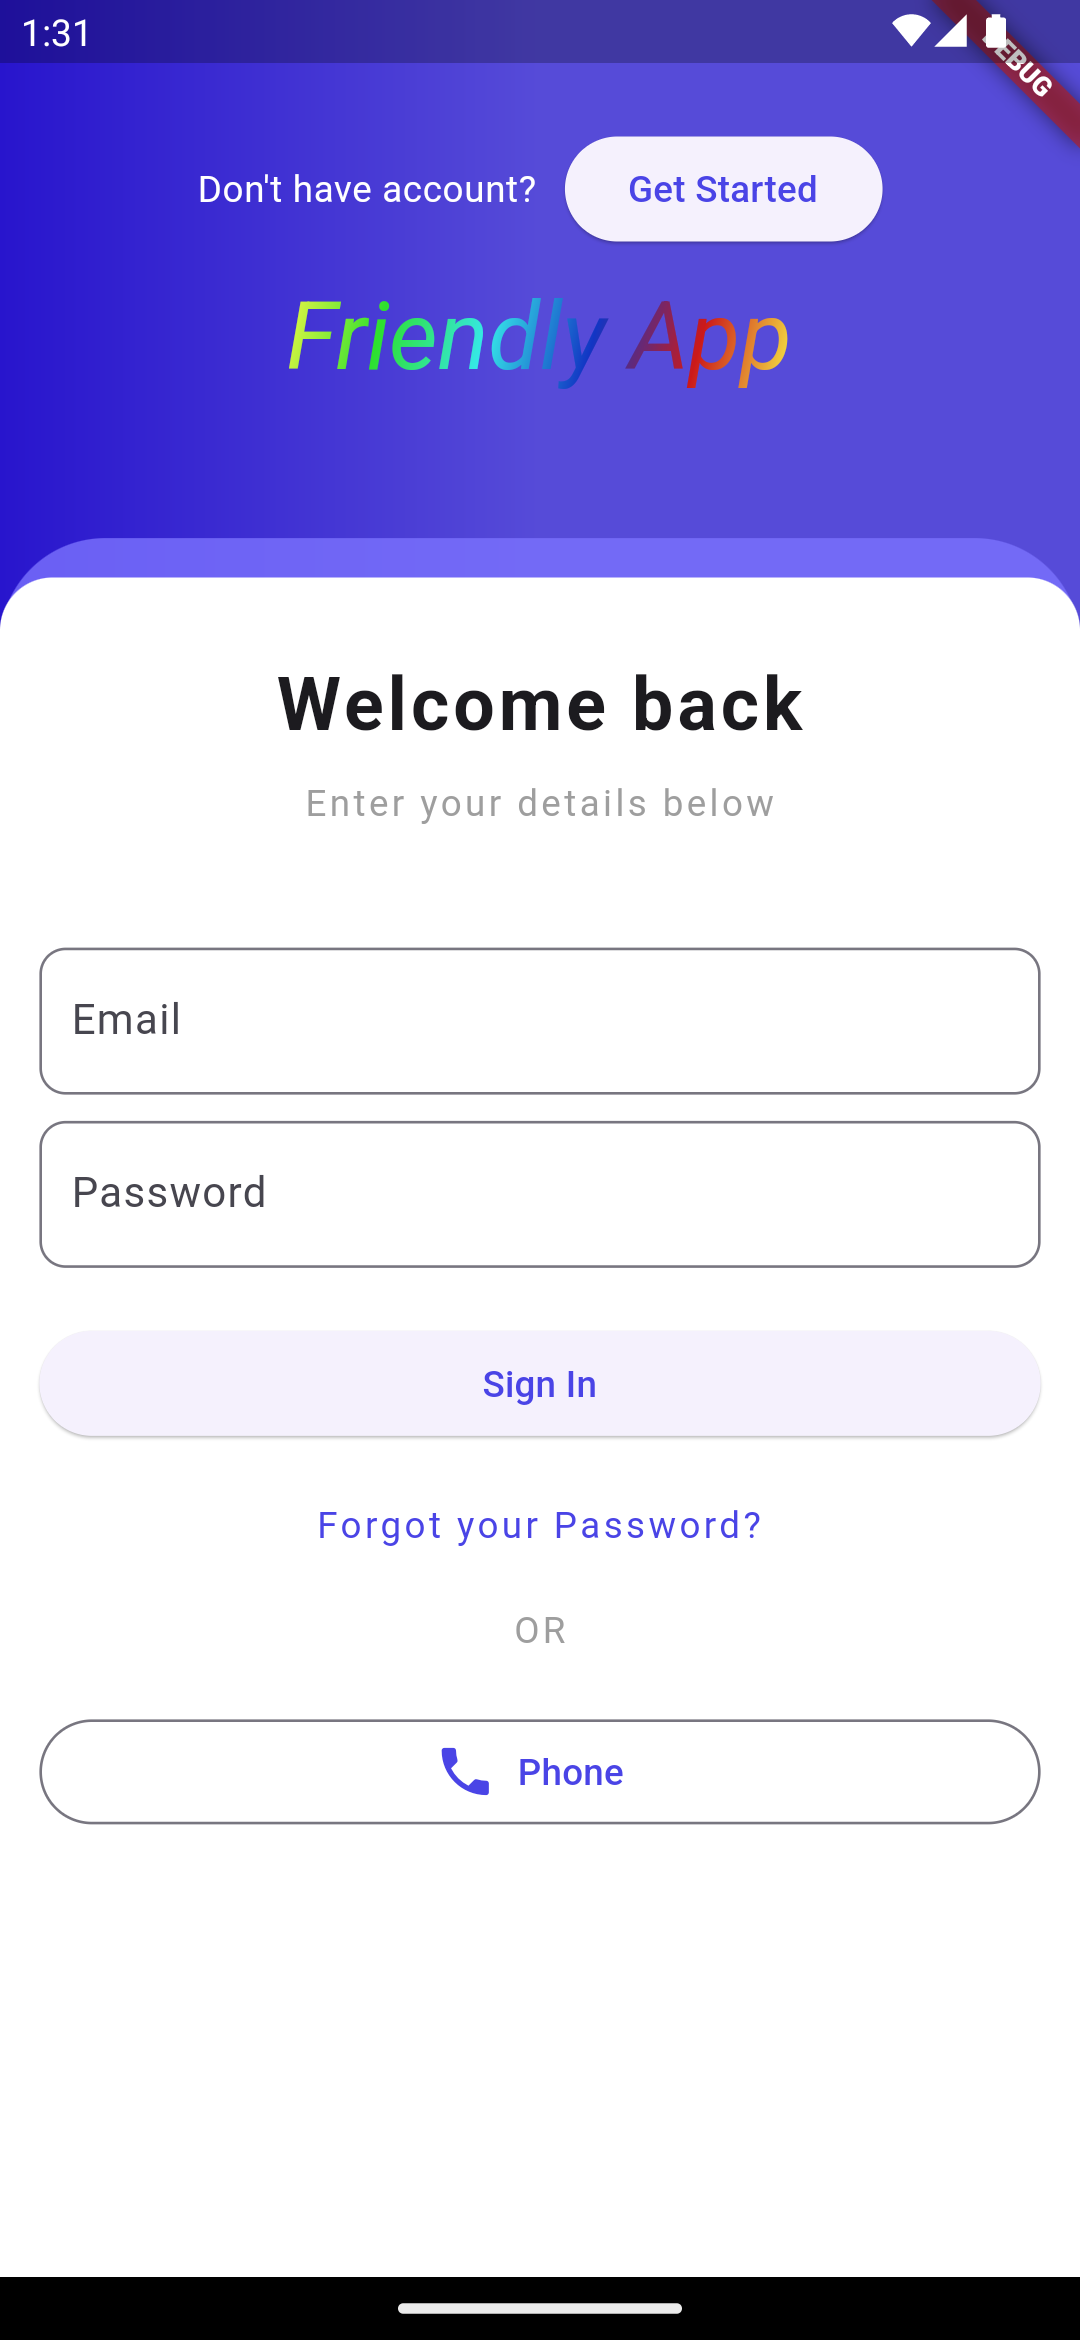 1:31
DEBUG
Don't have account? Get Started
Friendly App
Welcome back
Enter your details below
Email
Password
Sign In
Forgot your Password?
OR
Phone